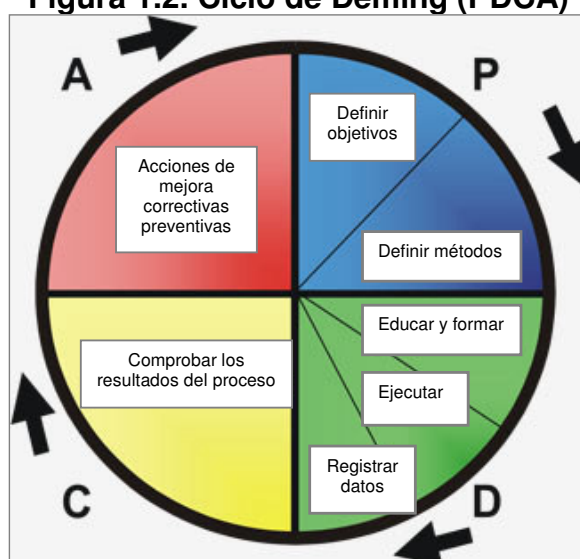 Figura 1.2. Ciclo de Deming (PDCA)
A
P
Definir
objetivos
Acciones de
mejora
correctivas
preventivas
Definir métodos
Educar y formar
Comprobar los
resultados del proceso
Ejecutar
Registrar
datos
C
D